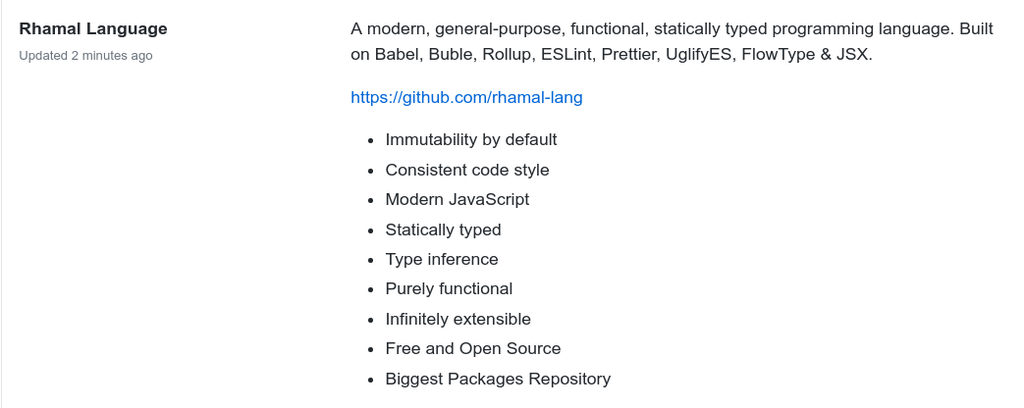 Rhamal Language
Updated 2 minutes ago
A modern, general-purpose, functional, statically typed programming language. Built
on Babel, Buble, Rollup, ESLint, Prettier, UglifyES, FlowType & JSX.
https://github.com/rhamal-lang
• Immutability by default
• Consistent code style
• Modern JavaScript
• Statically typed
• Type inference
• Purely functional
• Infinitely extensible
• Free and Open Source
• Biggest Packages Repository